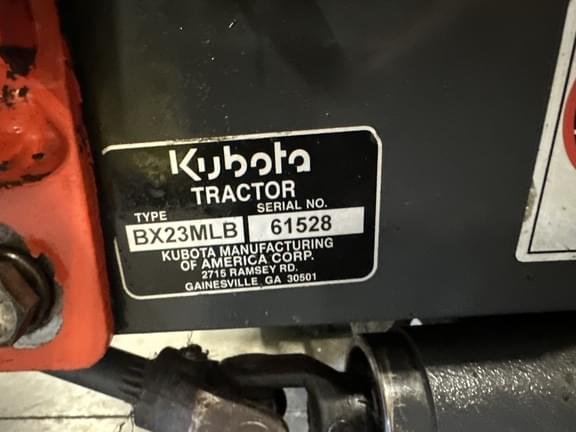 Kubota
TRACTOR
TYPE SERIAL NO.
BX23MLB 61528
KUBOTA MANUFACTURING
OF AMERICA CORP.
2715 RAMSEY RD.
GAINESVILLE, GA 30501